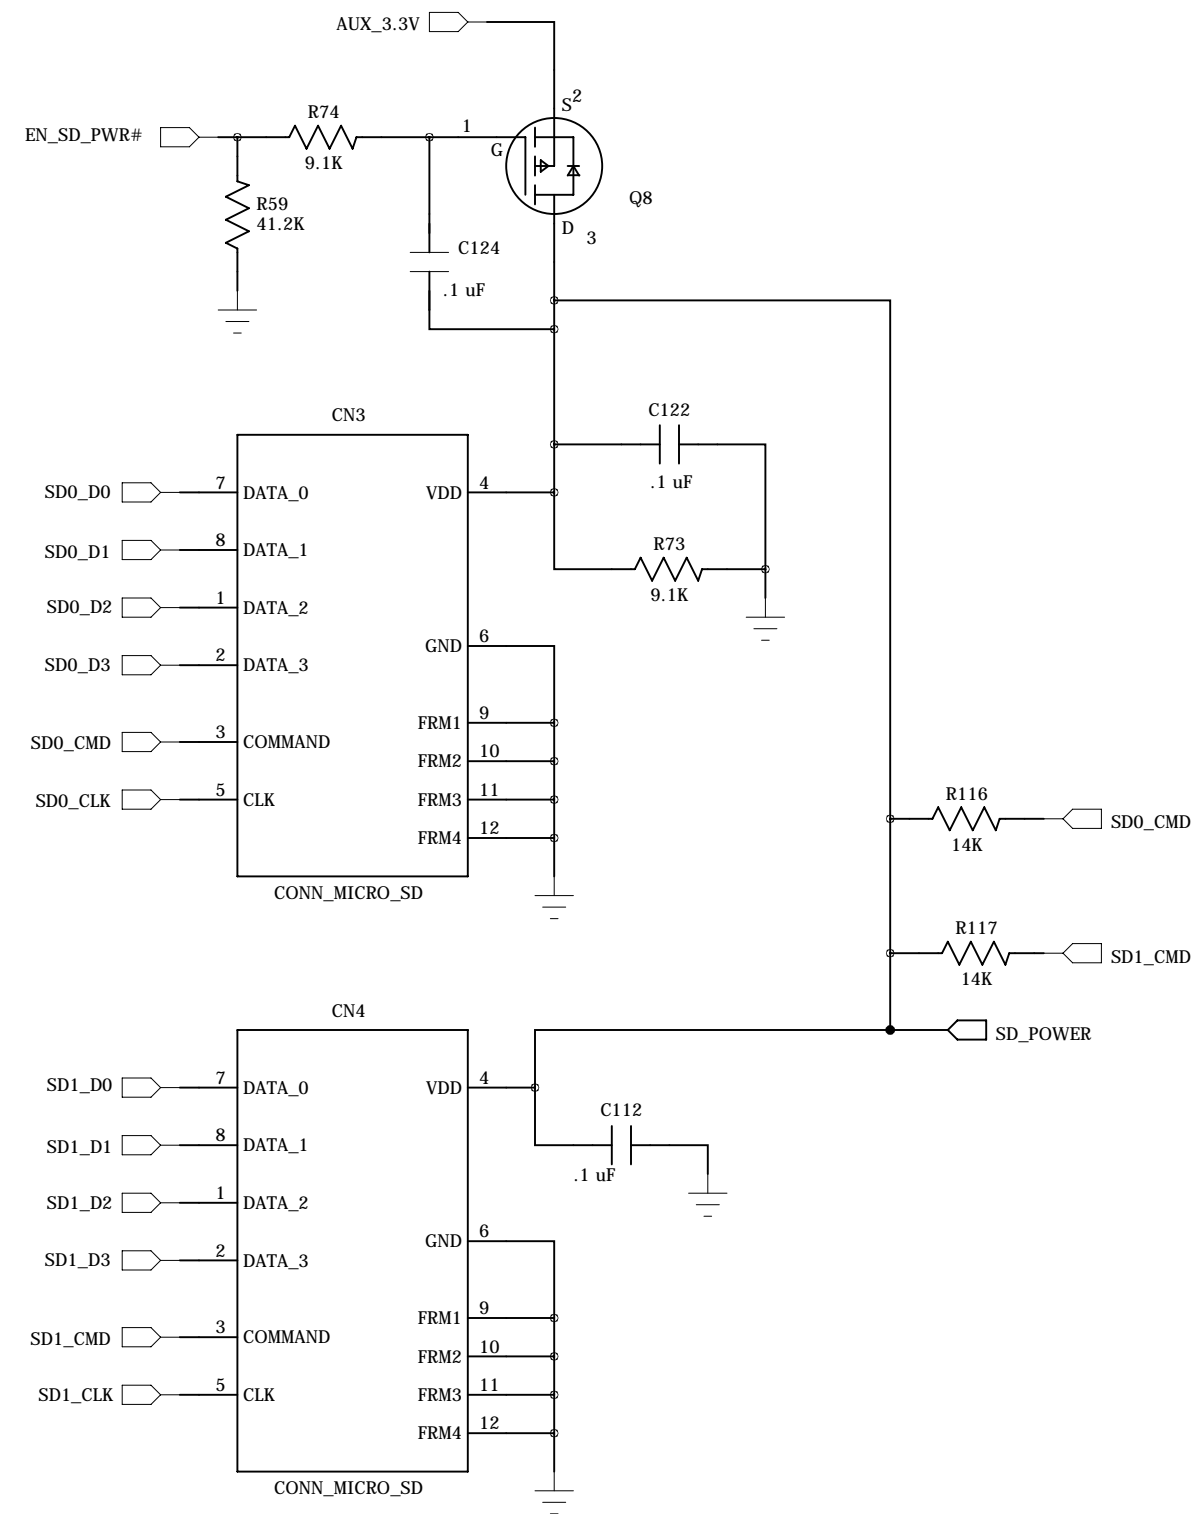 AUX_3.3V
S 2
R74
EN_SD_PWR#
1
G
9.1K
Q8
R59
41.2K
D
3
C124
.1 uF
CN3
C122
.1 uF
SD0_D0 7 DATA_0
VDD 4
SD0_D1 8 DATA_1
R73
9.1K
SD0_D2 1 DATA_2
GND 6
SD0_D3 2 DATA_3
FRM1 9
SD0_CMD 3 COMMAND
FRM2 10
SD0_CLK 5 CLK
FRM3 11
FRM4 12
CONN_MICRO_SD
R116
14K
SD0_CMD
R117
14K
SD1_CMD
SD_POWER
CN4
SD1_D0 7 DATA_0
VDD 4
C112
.1 uF
SD1_D1 8 DATA_1
SD1_D2 1 DATA_2
GND 6
SD1_D3 2 DATA_3
FRM1 9
SD1_CMD 3 COMMAND
FRM2 10
SD1_CLK 5 CLK
FRM3 11
FRM4 12
CONN_MICRO_SD